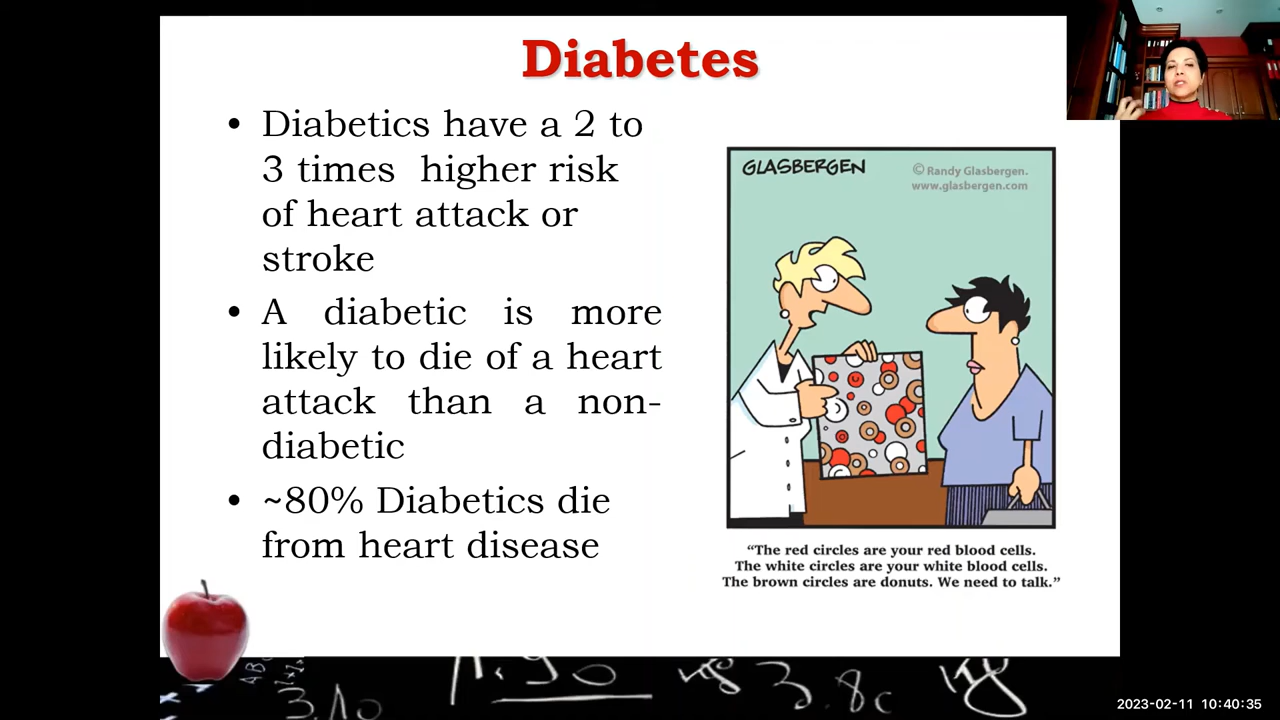 Diabetes
• Diabetics have a 2 to
3 times higher risk
of heart attack or
stroke
• A diabetic is more
likely to die of a heart
attack than a non-
diabetic
• ~80% Diabetics die
from heart disease
GLASBERGEN
© Randy Glasbergen.
www.glasbergen.com
“The red circles are your red blood cells.
The white circles are your white blood cells.
The brown circles are donuts. We need to talk.”
3.10
2023-02-11 10:40:35